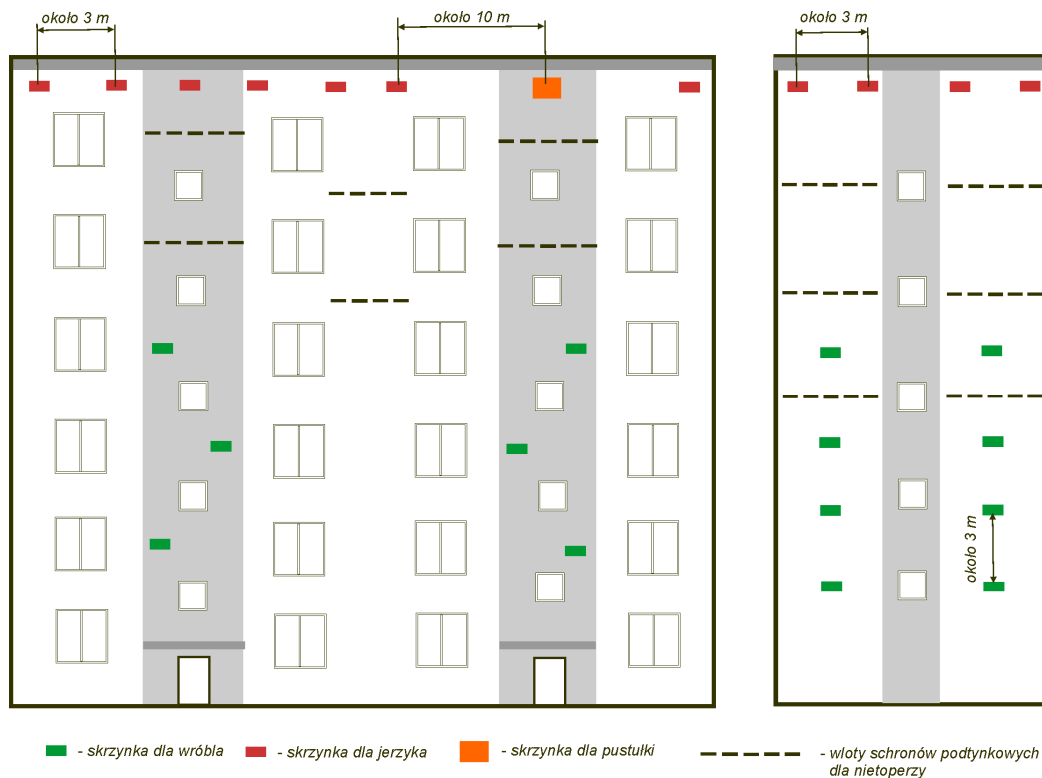 około 3 m
około 10 m
około 3 m
około 3 m
- skrzynka dla wróbla
- skrzynka dla jerzyka
- skrzynka dla pustułki
- wloty schronów podtynkowych
dla nietoperzy